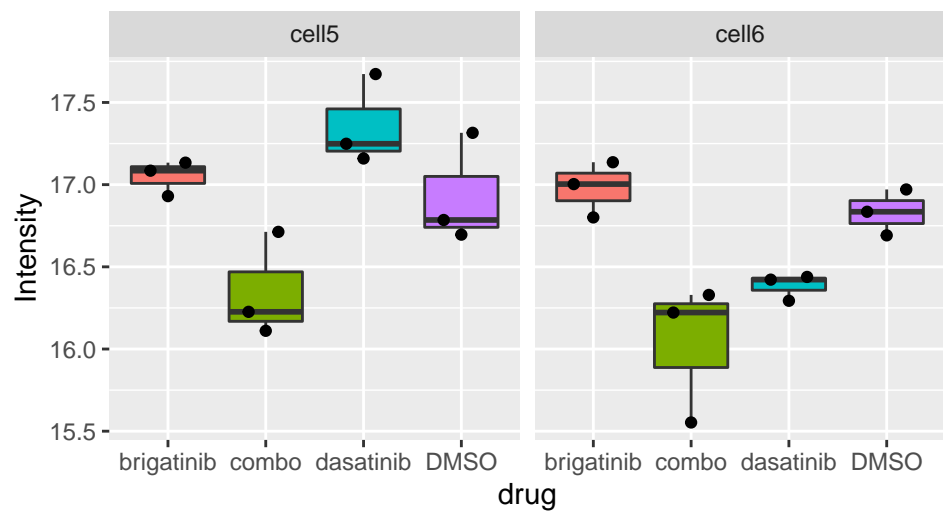 cell5 cell6
Intensity
17.5
17.0
16.5
16.0
15.5
brigatinib combo dasatinib DMSO brigatinib combo dasatinib DMSO
drug